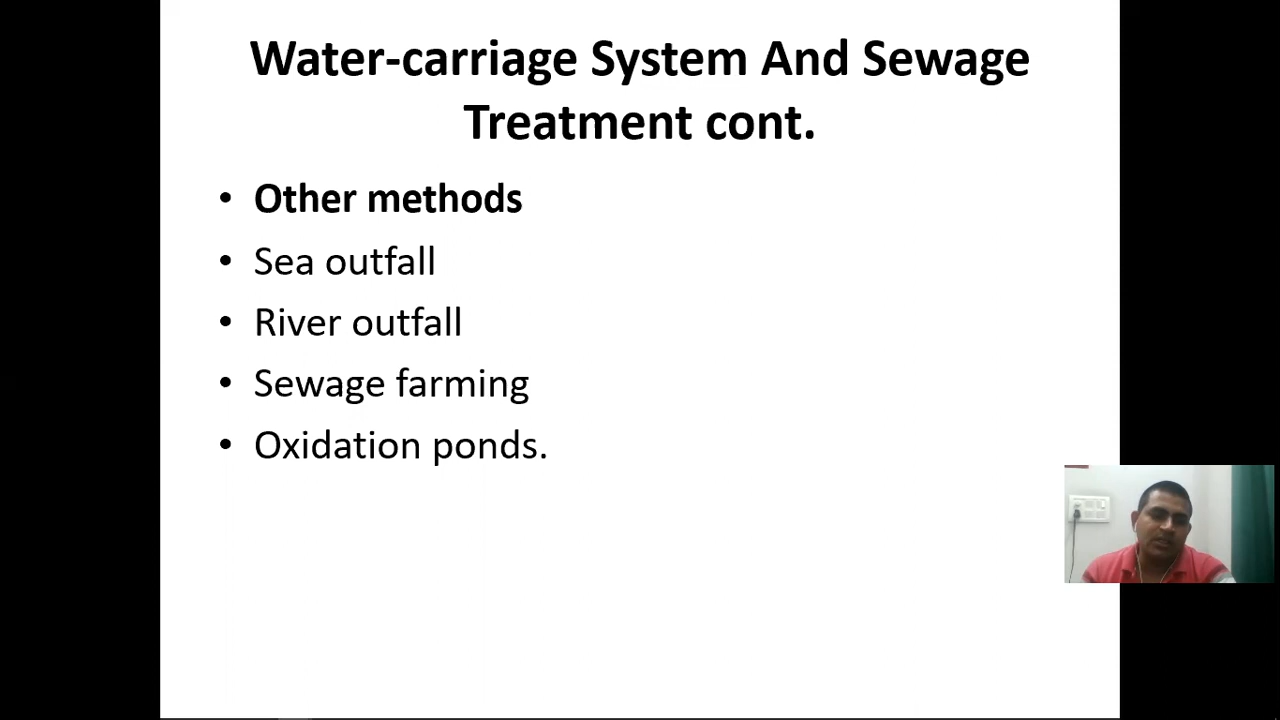 Water-carriage System And Sewage
Treatment cont.
• Other methods
• Sea outfall
• River outfall
• Sewage farming
• Oxidation ponds.